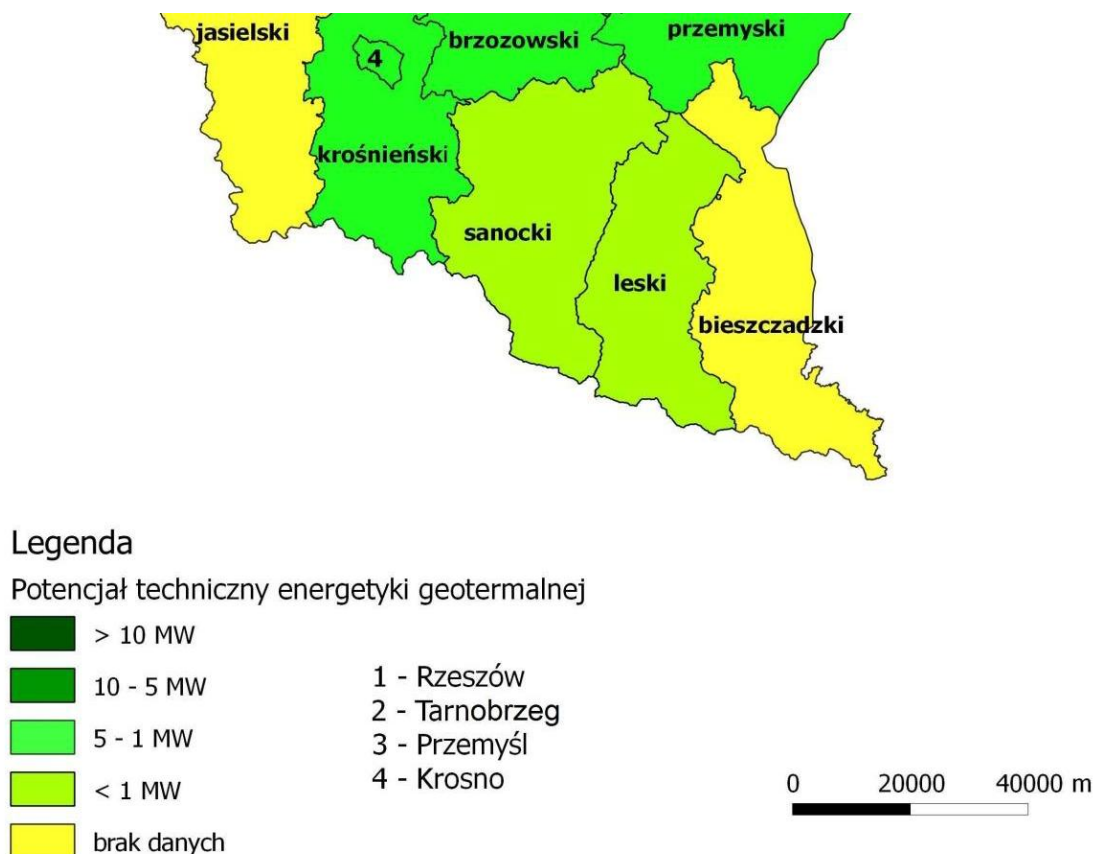 jasielski
brzozowski
przemyski
4
krośnieński
sanocki
leski
bieszczadzki
Legenda
Potencjał techniczny energetyki geotermalnej
> 10 MW
10 - 5 MW
5 - 1 MW
< 1 MW
brak danych
1 - Rzeszów
2 - Tarnobrzeg
3 - Przemyśl
4 - Krosno
0 20000 40000 m